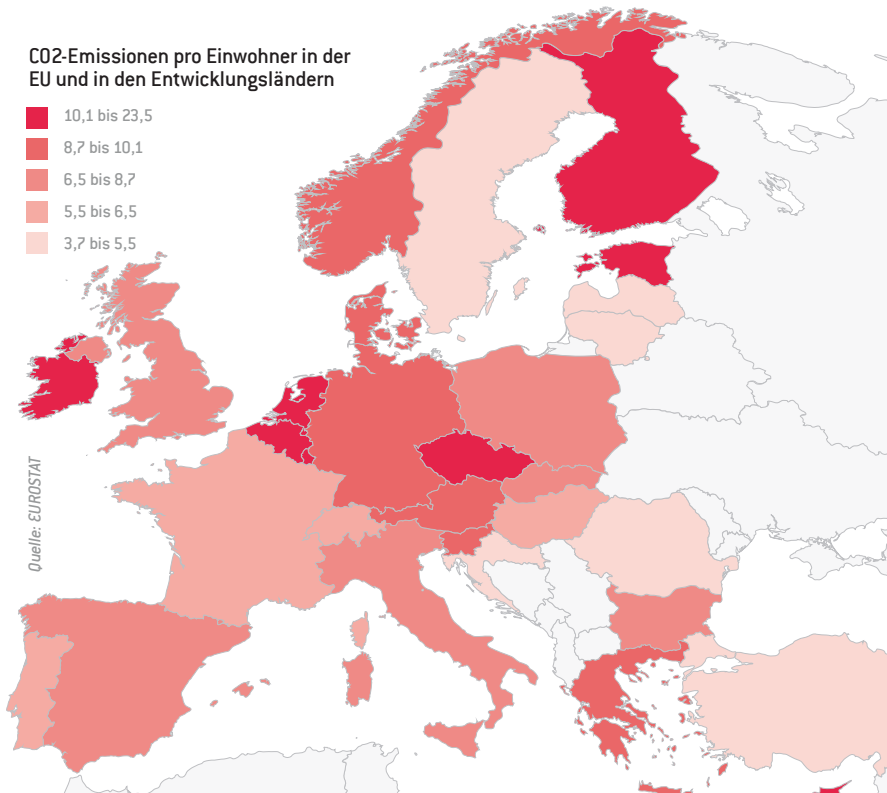 CO2-Emissionen pro Einwohner in der
EU und in den Entwicklungsländern
10,1 bis 23,5
8,7 bis 10,1
6,5 bis 8,7
5,5 bis 6,5
3,7 bis 5,5
Quelle: EUROSTAT